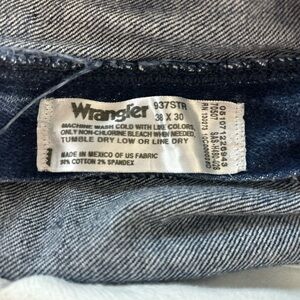 Wrangler 937STR
38 X 30
MACHINE WASH COLD WITH LIKE COLORS,
ONLY NON-CHLORINE BLEACH WHEN NEEDED,
TUMBLE DRY LOW OR LINE DRY
MADE IN MEXICO OF US FABRIC
98% COTTON 2% SPANDEX